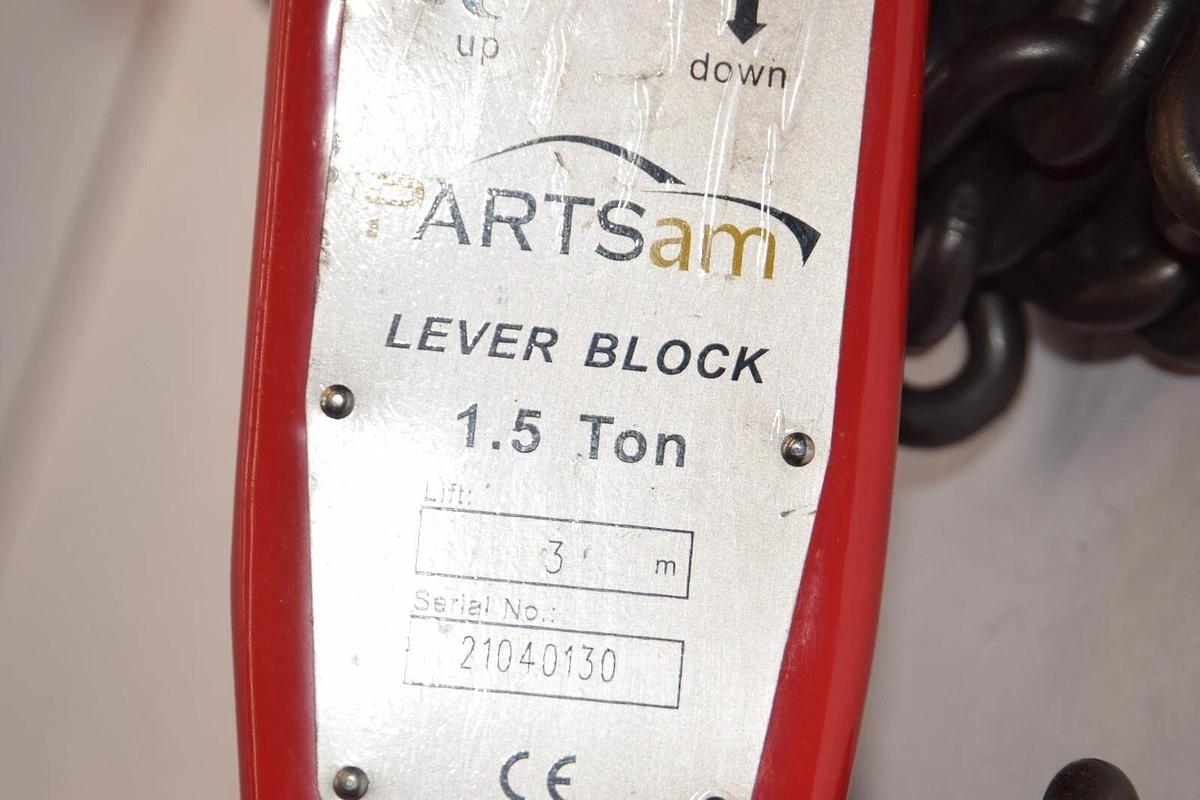 up
down
PARTSam
LEVER BLOCK
1.5 Ton
Lift:
3 m
Serial No.:
21040130
CE